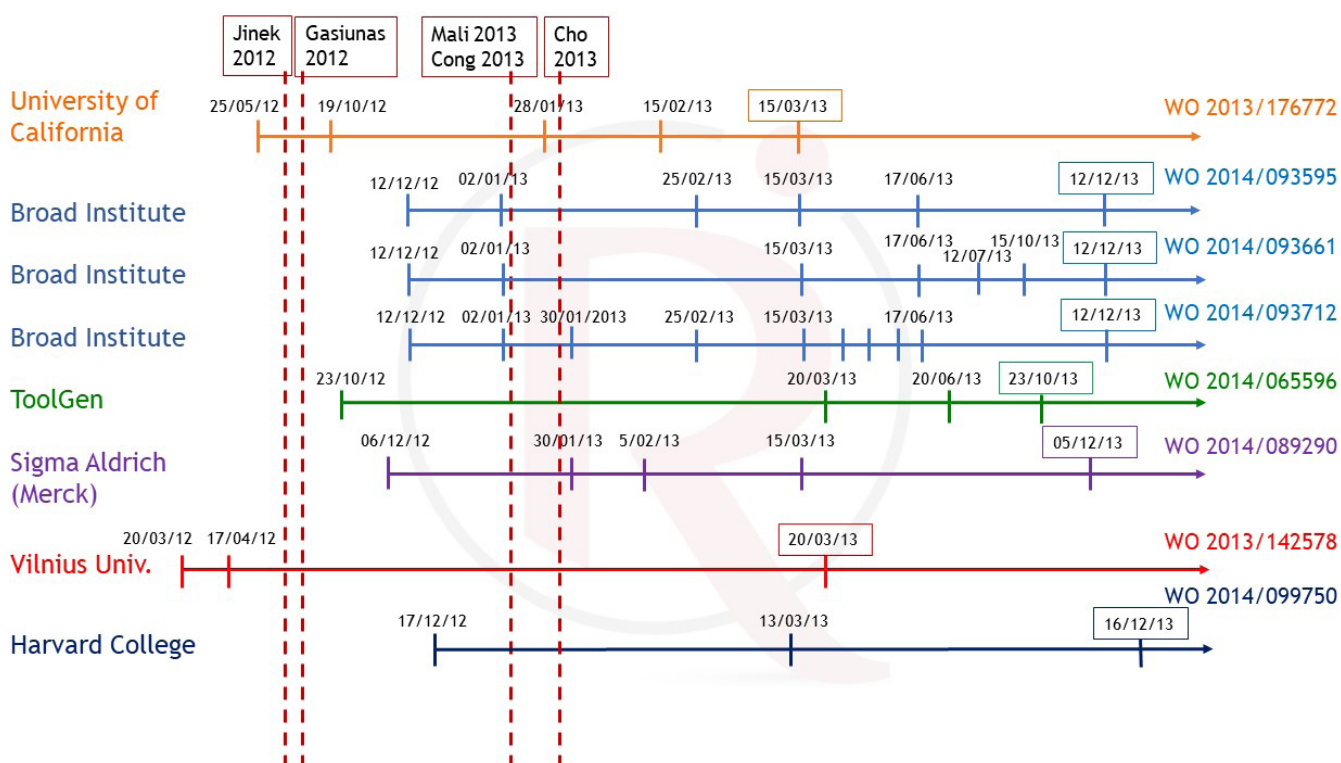 Jinek
2012
Gasiunas
2012
Mali 2013
Cong 2013
Cho
2013
University of
California
25/05/12
19/10/12
28/01/13
15/02/13
15/03/13
WO 2013/176772
Broad Institute
12/12/12
02/01/13
25/02/13
15/03/13
17/06/13
12/12/13
WO 2014/093595
Broad Institute
12/12/12
02/01/13
15/03/13
17/06/13
12/07/13
15/10/13
12/12/13
WO 2014/093661
Broad Institute
12/12/12
02/01/13
30/01/2013
25/02/13
15/03/13
17/06/13
12/12/13
WO 2014/093712
ToolGen
23/10/12
20/03/13
20/06/13
23/10/13
WO 2014/065596
Sigma Aldrich
(Merck)
06/12/12
30/01/13
5/02/13
15/03/13
05/12/13
WO 2014/089290
Vilnius Univ.
20/03/12
17/04/12
20/03/13
WO 2013/142578
Harvard College
17/12/12
13/03/13
16/12/13
WO 2014/099750